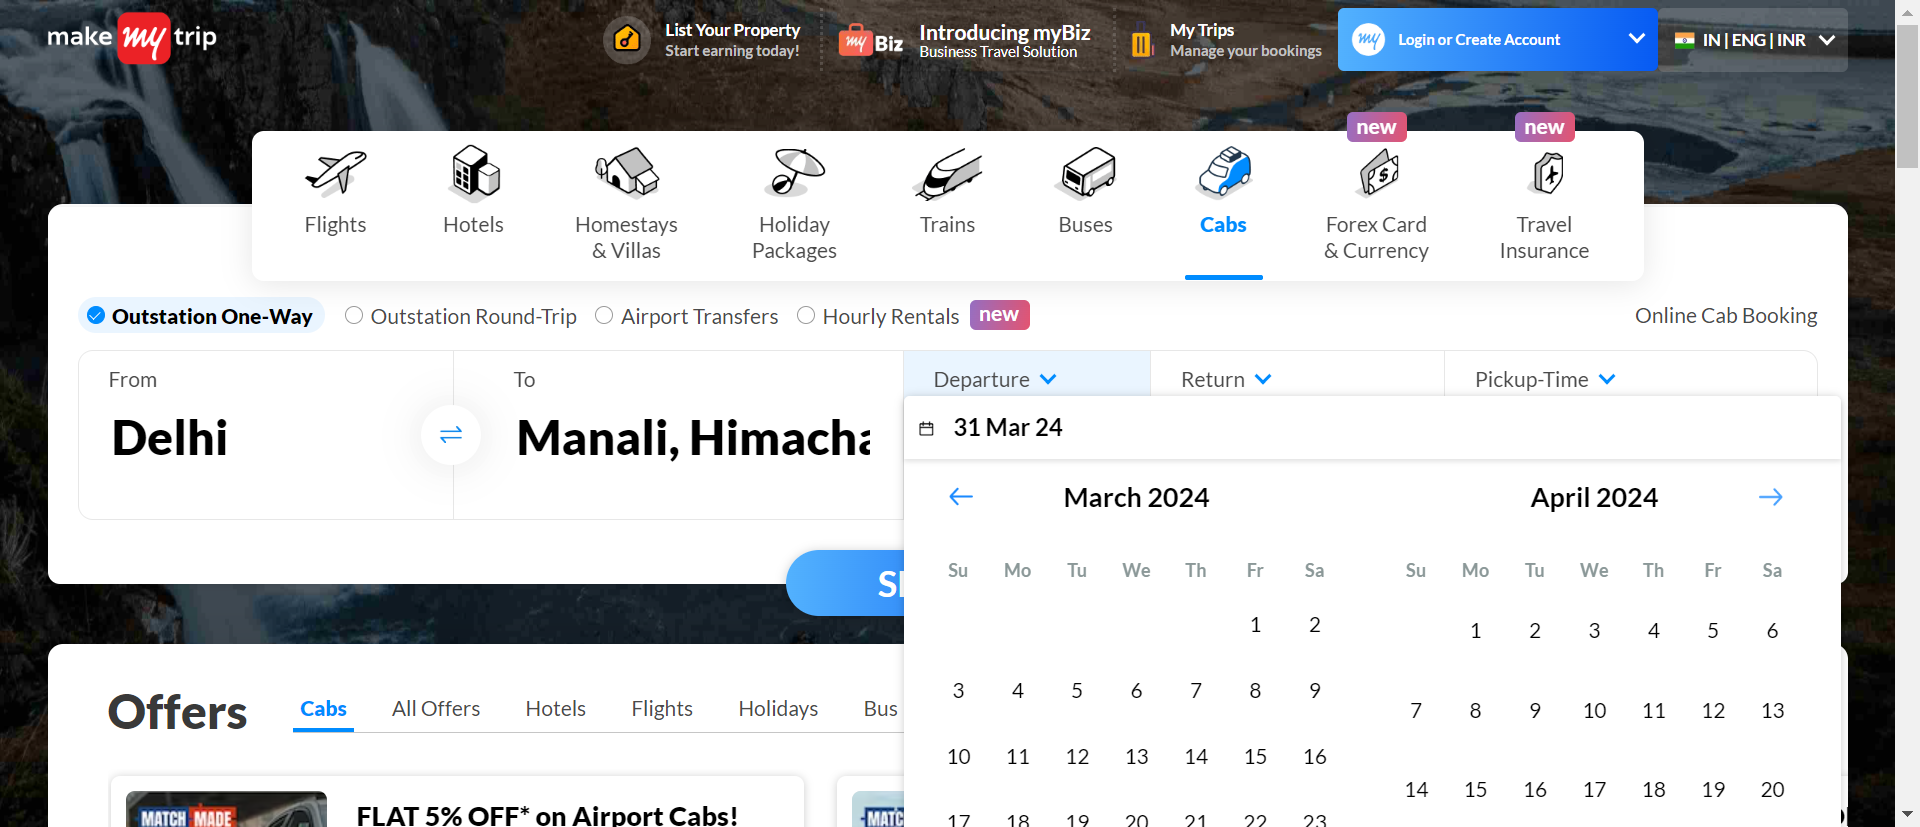 make my trip
List Your Property
Start earning today!
my Biz
Introducing myBiz
Business Travel Solution
My Trips
Manage your bookings
my
Login or Create Account
IN | ENG | INR
new
new
Flights
Hotels
Homestays
& Villas
Holiday
Packages
Trains
Buses
Cabs
Forex Card
& Currency
Travel
Insurance
Outstation One-Way
Outstation Round-Trip
Airport Transfers
Hourly Rentals
new
Online Cab Booking
From
To
Departure
Return
Pickup-Time
Delhi
Manali, Himacha
31 Mar 24
March 2024
April 2024
Su Mo Tu We Th Fr Sa
Su Mo Tu We Th Fr Sa
1 2
1 2 3 4 5 6
3 4 5 6 7 8 9
7 8 9 10 11 12 13
10 11 12 13 14 15 16
14 15 16 17 18 19 20
17 18 19 20 21 22 23
Offers
Cabs
All Offers
Hotels
Flights
Holidays
Bus
MATCH MADE
FLAT 5% OFF* on Airport Cabs!